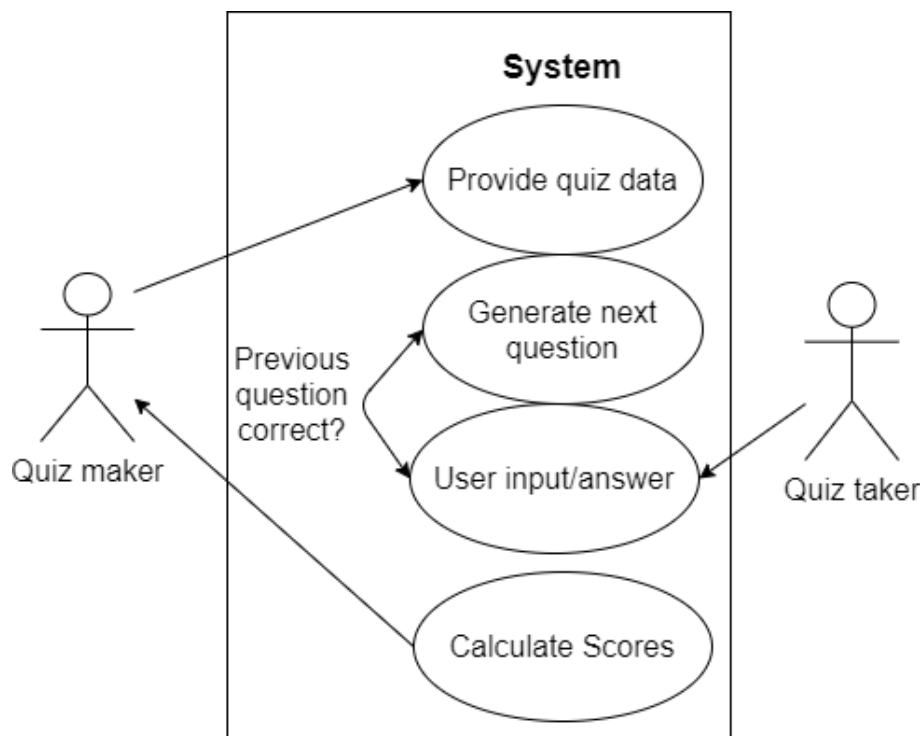 System
Provide quiz data
Generate next
question
Previous
question
correct?
User input/answer
Quiz maker
Quiz taker
Calculate Scores